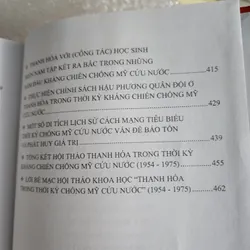 THANH HÓA VỚI (CÔNG TÁC) HỌC SINH
NAM TẬP KẾT RA BẮC TRONG NHỮNG
ĐẦU KHÁNG CHIẾN CHỐNG MỸ CỨU NƯỚC 415
THỰC HIỆN CHÍNH SÁCH HẬU PHƯƠNG QUÂN ĐỘI Ở
THANH HÓA TRONG THỜI KỲ KHÁNG CHIẾN CHỐNG MỸ
CỨU NƯỚC 429
MỘT SỐ DI TÍCH LỊCH SỬ CÁCH MẠNG TIÊU BIỂU
THỜI KỲ CHỐNG MỸ CỨU NƯỚC VẤN ĐỀ BẢO TỒN
VÀ PHÁT HUY GIÁ TRỊ
TỔNG KẾT HỘI THẢO THANH HÓA TRONG THỜI KỲ
KHÁNG CHIẾN CHỐNG MỸ CỨU NƯỚC (1954 - 1975) 455
LỜI BẾ MẠC HỘI THẢO KHOA HỌC "THANH HÓA
TRONG THỜI KỲ CHỐNG MỸ CỨU NƯỚC" (1954 - 1975) 462